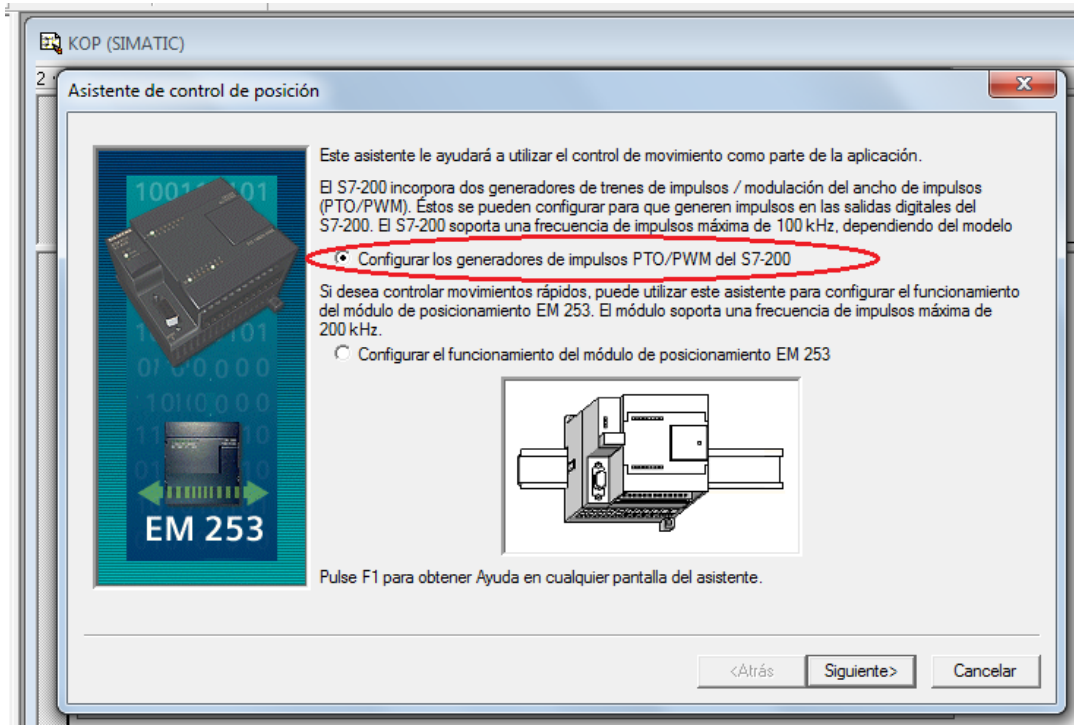 KOP (SIMATIC)
2
Asistente de control de posición
Este asistente le ayudará a utilizar el control de movimiento como parte de la aplicación.
El S7-200 incorpora dos generadores de trenes de impulsos / modulación del ancho de impulsos
(PTO/PWM). Éstos se pueden configurar para que generen impulsos en las salidas digitales del
S7-200. El S7-200 soporta una frecuencia de impulsos máxima de 100 kHz, dependiendo del modelo
Configurar los generadores de impulsos PTO/PWM del S7-200
Si desea controlar movimientos rápidos, puede utilizar este asistente para configurar el funcionamiento
del módulo de posicionamiento EM 253. El módulo soporta una frecuencia de impulsos máxima de
200 kHz.
Configurar el funcionamiento del módulo de posicionamiento EM 253
EM 253
Pulse F1 para obtener Ayuda en cualquier pantalla del asistente.
<Atrás
Siguiente>
Cancelar